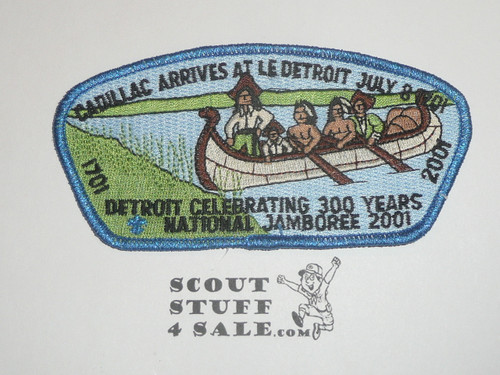 CADILLAC ARRIVES AT LE DETROIT JULY 8 1701
1701
2001
DETROIT CELEBRATING 300 YEARS
NATIONAL JAMBOREE 2001
SCOUT
STUFF
4 SALE.COM